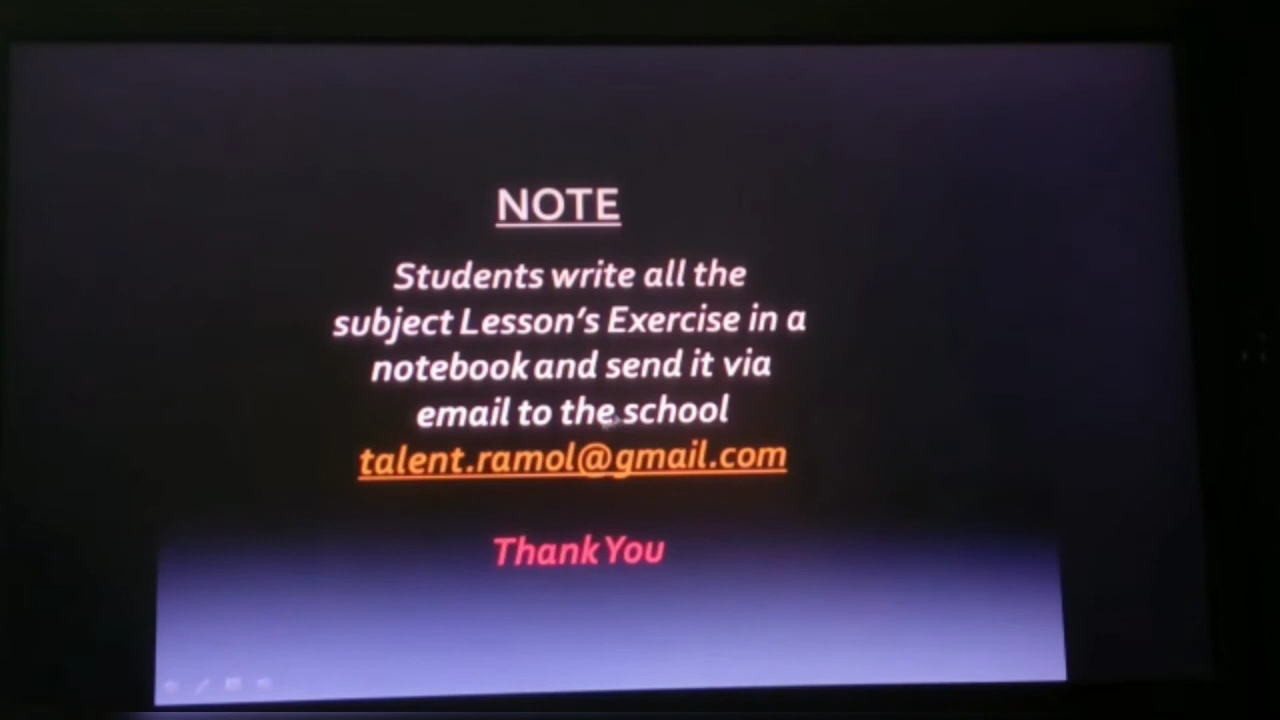 NOTE
Students write all the
subject Lesson's Exercise in a
notebook and send it via
email to the school
talent.ramol@gmail.com
Thank You